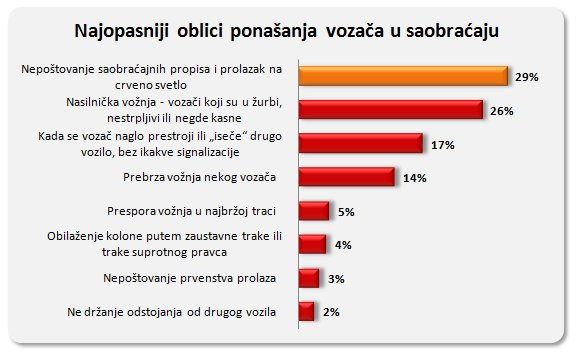 Najopasniji oblici ponašanja vozača u saobraćaju
Nepoštovanje saobraćajnih propisa i prolazak na
crveno svetlo
29%
Nasilnička vožnja - vozači koji su u žurbi,
nestrpljivi ili negde kasne
26%
Kada se vozač naglo prestroji ili „iseče“ drugo
vozilo, bez ikakve signalizacije
17%
Prebrza vožnja nekog vozača
14%
Prespora vožnja u najbržoj traci
5%
Obilaženje kolone putem zaustavne trake ili
trake suprotnog pravca
4%
Nepoštovanje prvenstva prolaza
3%
Ne držanje odstojanja od drugog vozila
2%